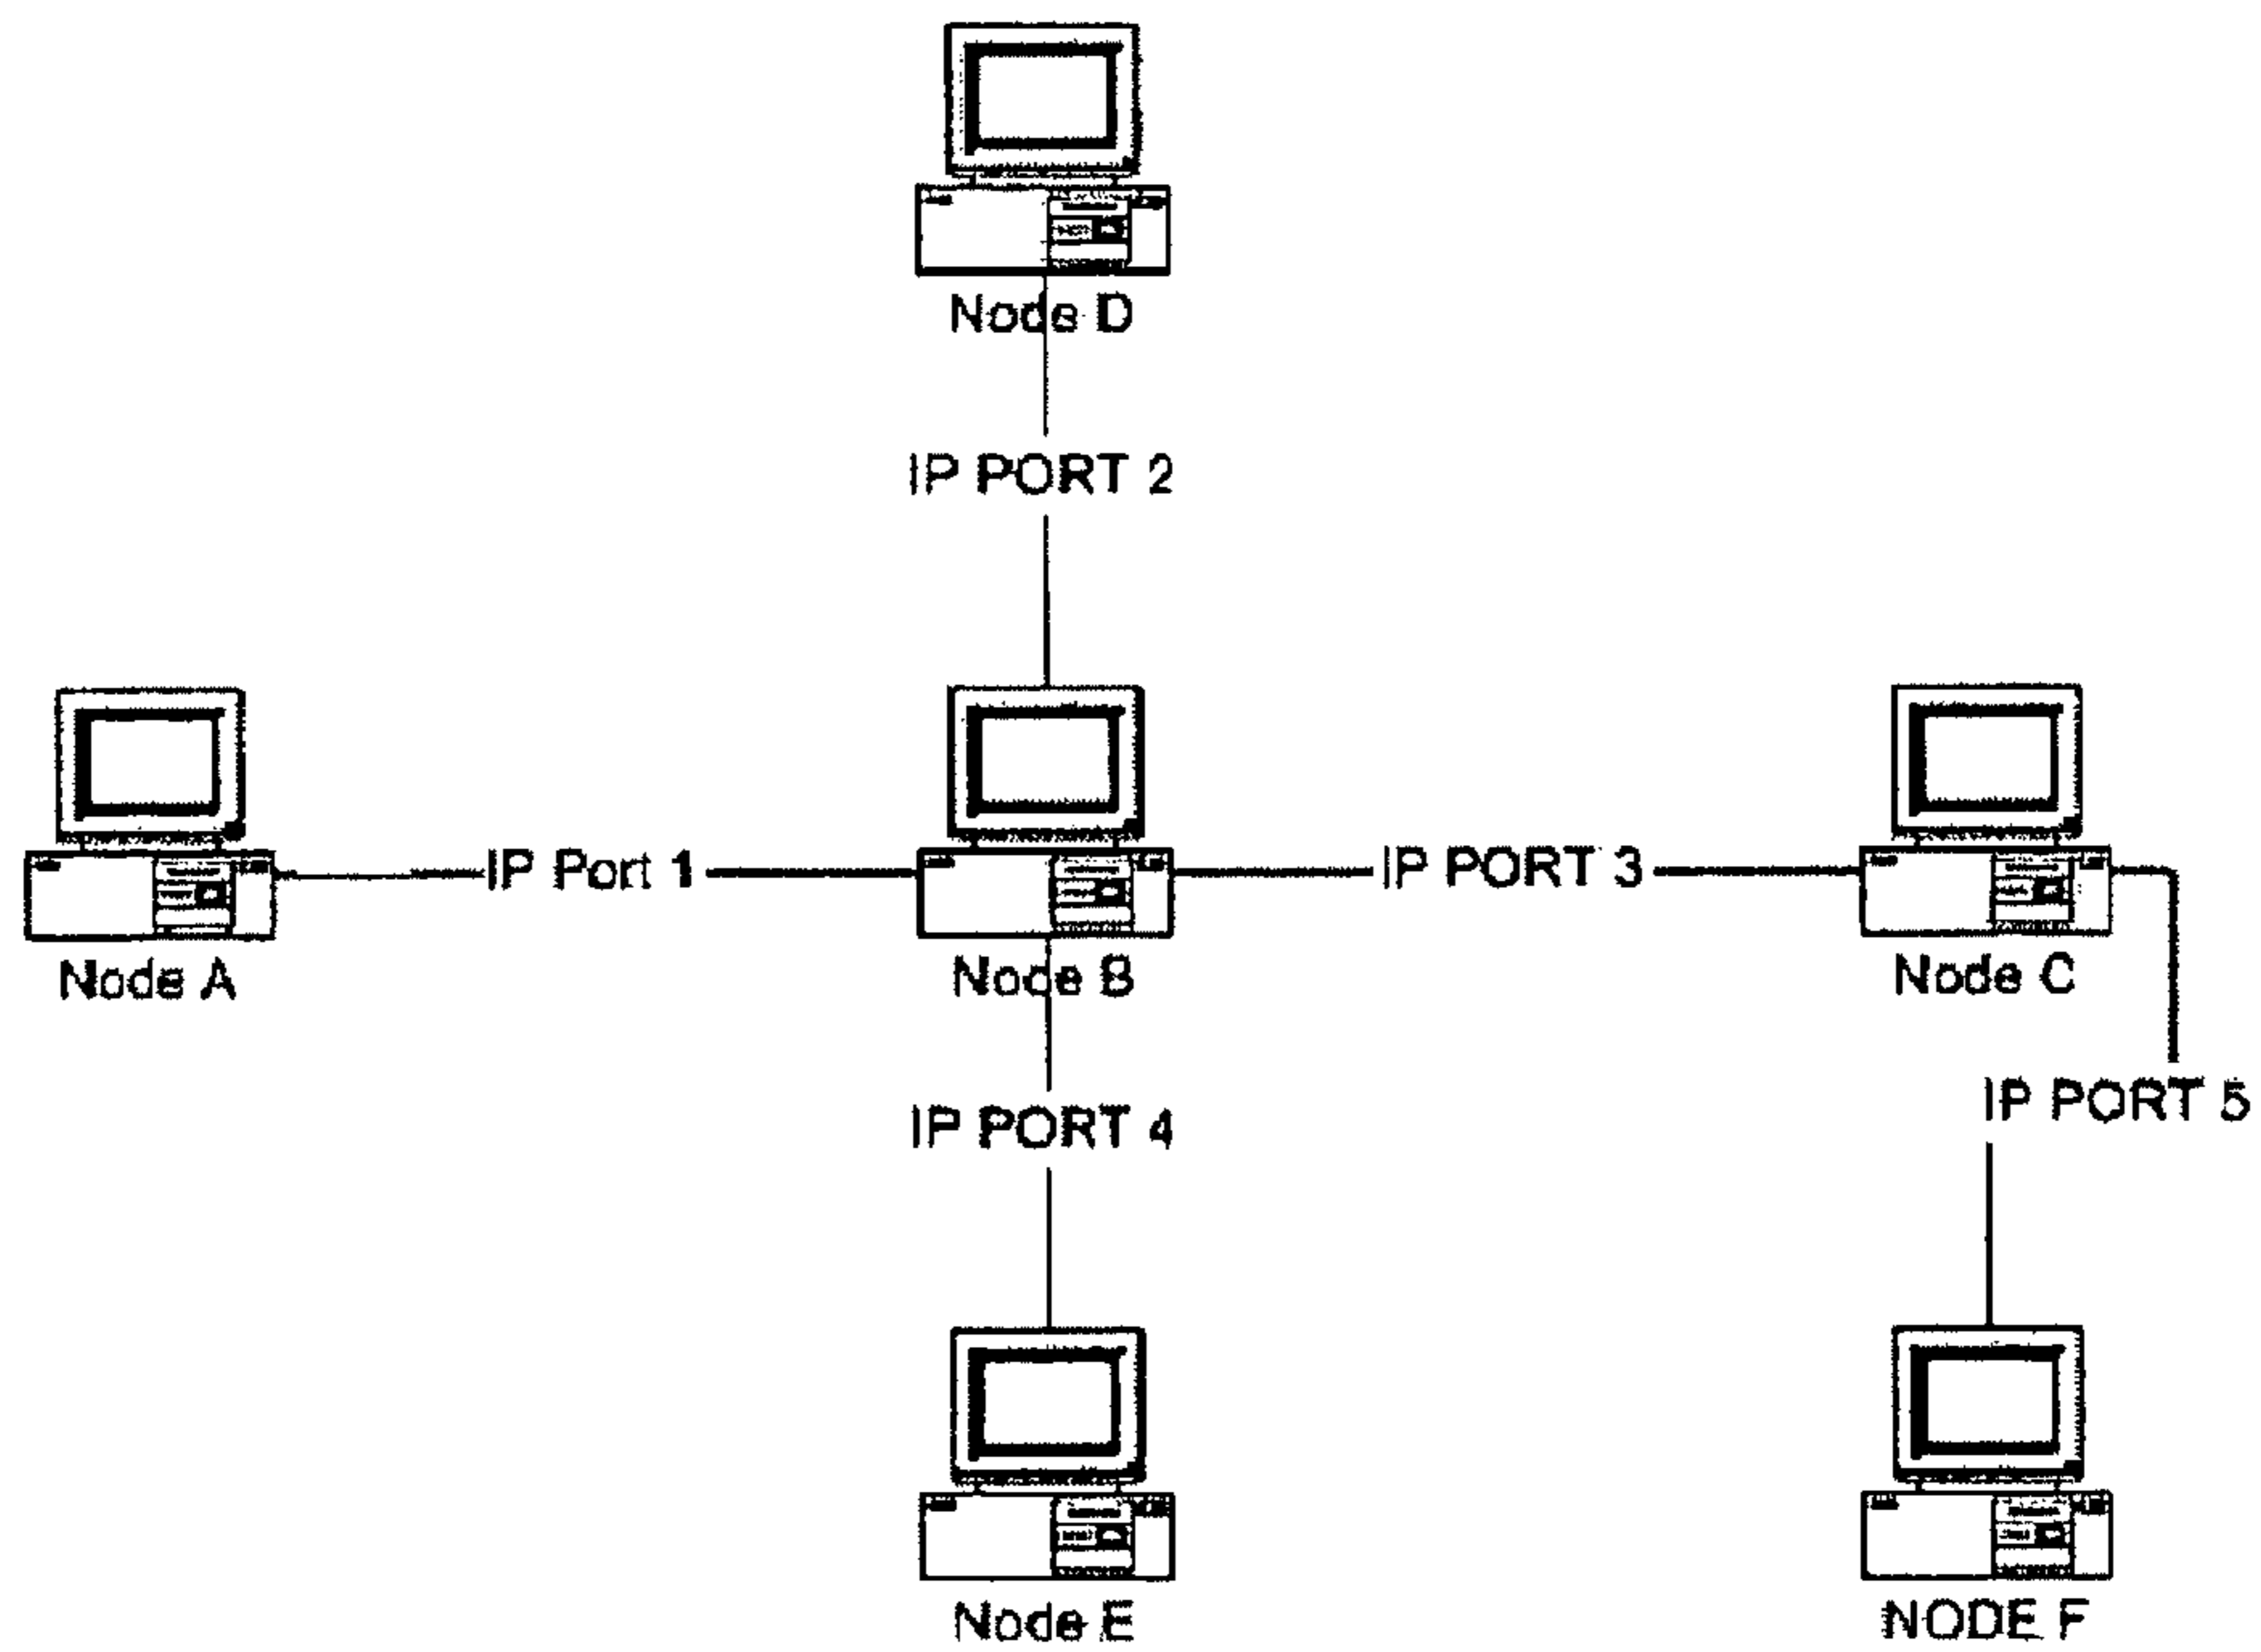 Node D
IP PORT 2
IP Port 1
IP PORT 3
Node A
Node B
Node C
IP PORT 4
IP PORT 5
Node E
NODE F